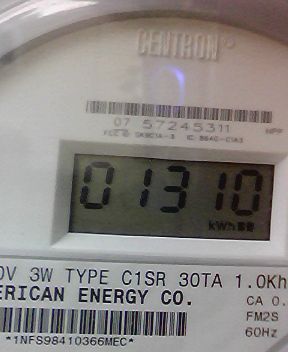 CENTRON®
07 57245311
01310
kWh
0V 3W TYPE C1SR 30TA 1.0Kh
ERICAN ENERGY CO.
CA 0.
FM2S
*1NFS98410366MEC*
60Hz